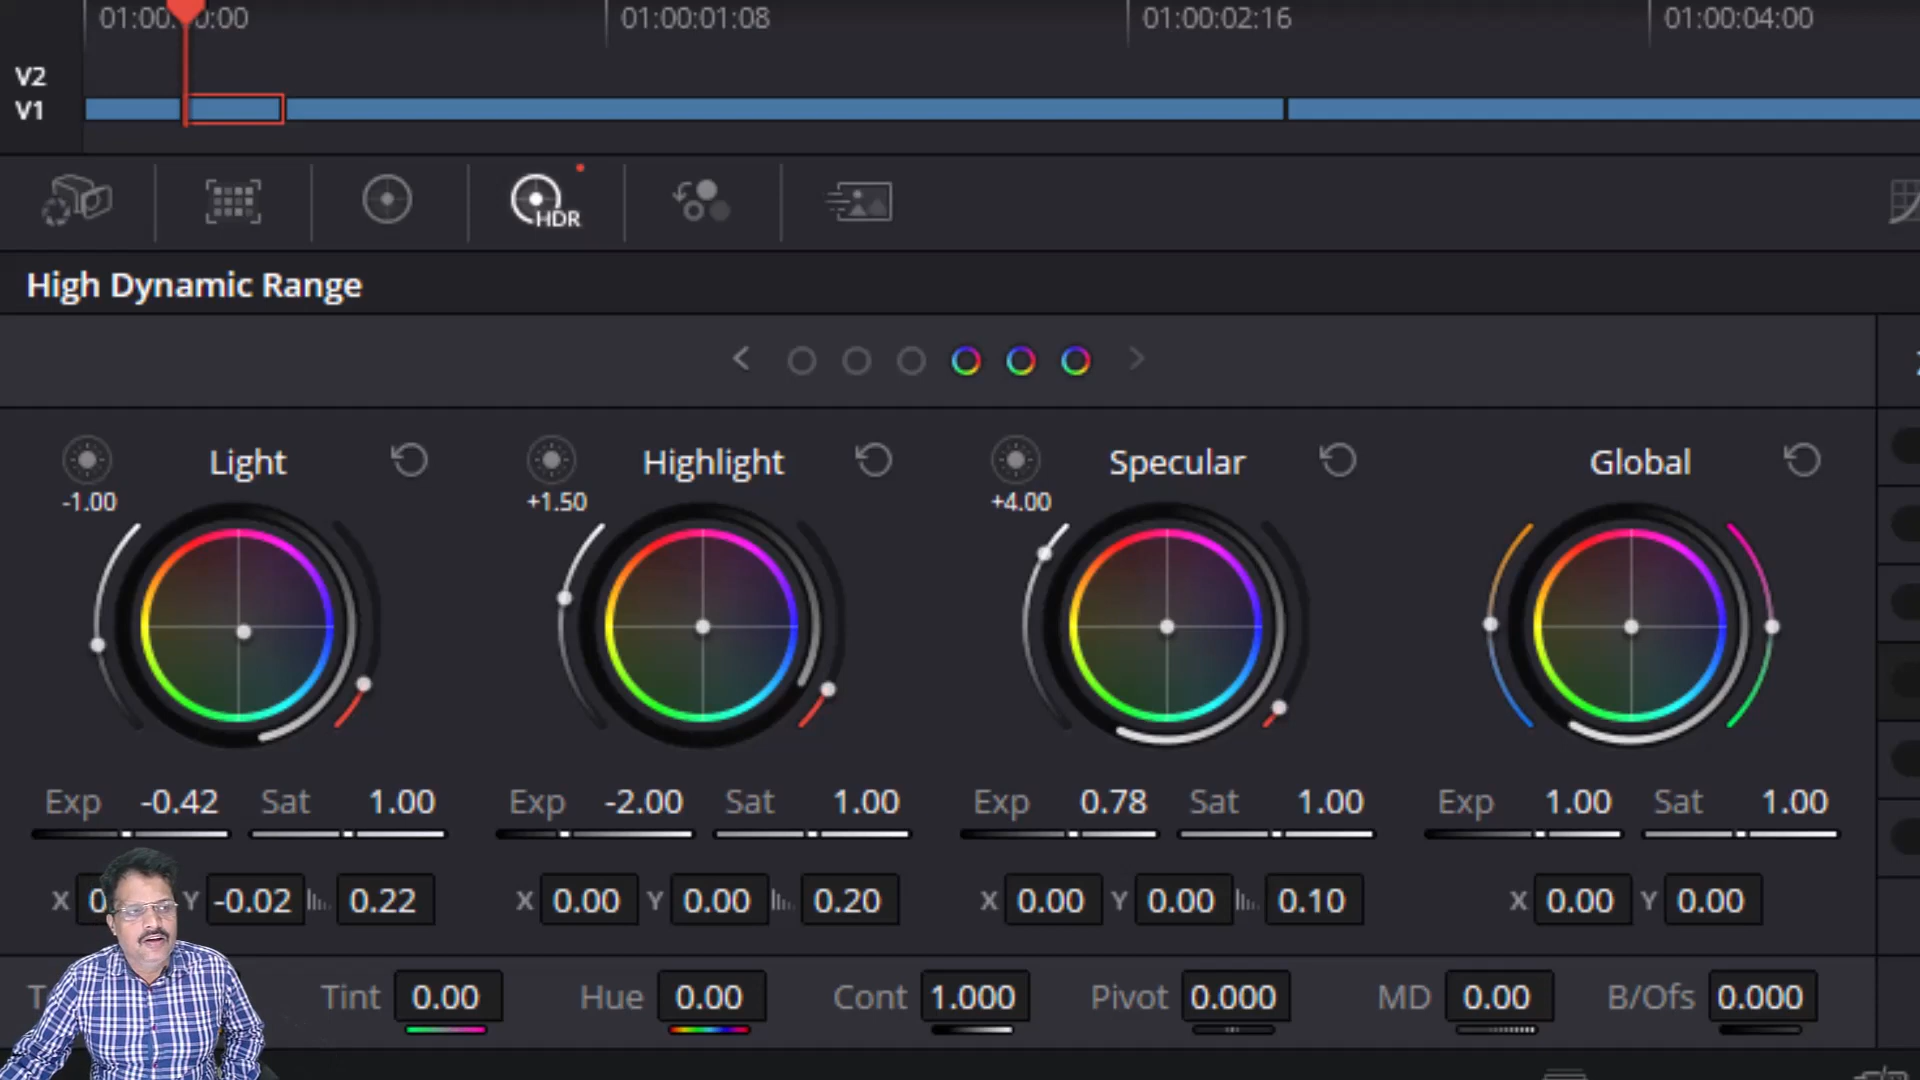 01:00:01:08 01:00:02:16 01:00:04:00
V2
V1
HDR
High Dynamic Range
Light Highlight Specular Global
-1.00 +1.50 +4.00
Exp -0.42 Sat 1.00 Exp -2.00 Sat 1.00 Exp 0.78 Sat 1.00 Exp 1.00 Sat 1.00
X Y -0.02 0.22 X 0.00 Y 0.00 0.20 X 0.00 Y 0.00 0.10 X 0.00 Y 0.00
Tint 0.00 Hue 0.00 Cont 1.000 Pivot 0.000 MD 0.00 B/Ofs 0.000